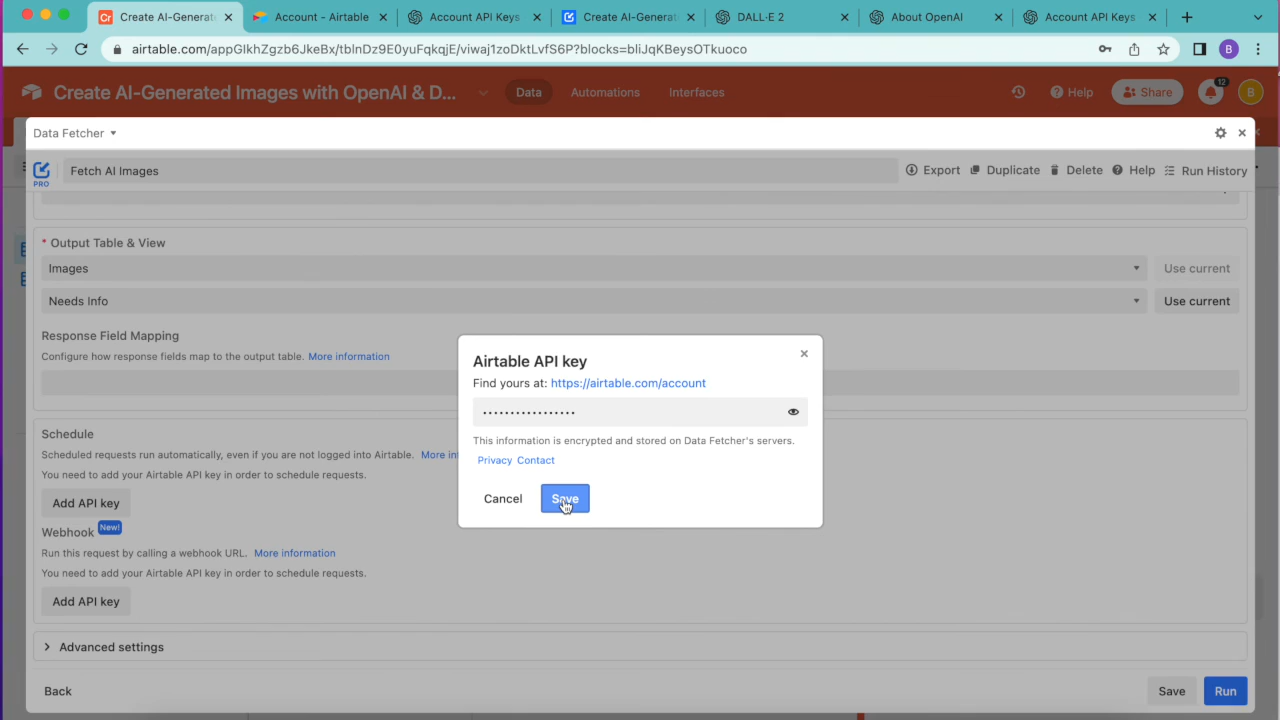 Create AI-Generate
Account - Airtable
Account API Keys
Create AI-Generate
DALL·E 2
About OpenAI
Account API Keys
airtable.com/appGlkhZgzb6JkeBx/tblnDz9E0yuFqkqjE/viwaj1zoDktLvfS6P?blocks=bliJqKBeysOTkuoco
B
Create AI-Generated Images with OpenAI & D...
Data
Automations
Interfaces
Help
Share
12
B
Data Fetcher
PRO
Fetch AI Images
Export
Duplicate
Delete
Help
Run History
* Output Table & View
Images
Use current
Needs Info
Use current
Response Field Mapping
Configure how response fields map to the output table. More information
Airtable API key
Find yours at: https://airtable.com/account
•••••••••••••••••
This information is encrypted and stored on Data Fetcher's servers.
Privacy Contact
Cancel
Save
Schedule
Scheduled requests run automatically, even if you are not logged into Airtable. More in
You need to add your Airtable API key in order to schedule requests.
Add API key
Webhook New!
Run this request by calling a webhook URL. More information
You need to add your Airtable API key in order to schedule requests.
Add API key
Advanced settings
Back
Save
Run